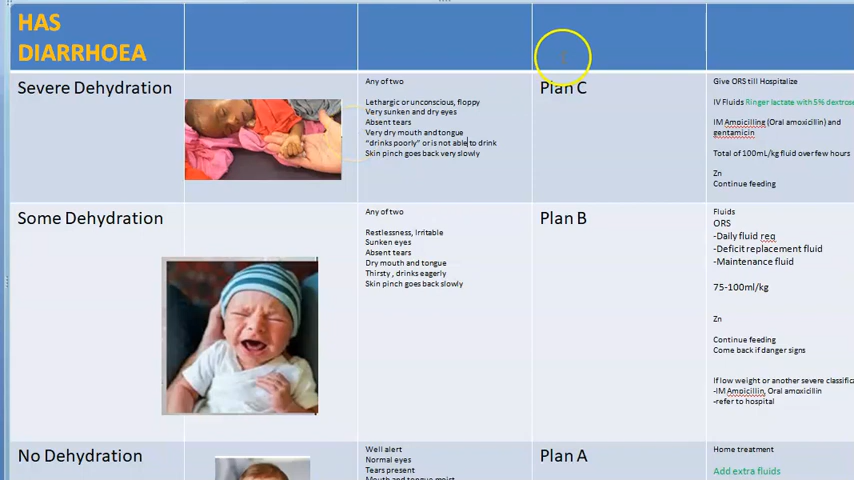 HAS
DIARRHOEA
Severe Dehydration
Any of two
Lethargic or unconscious, floppy
Very sunken and dry eyes
Absent tears
Very dry mouth and tongue
"drinks poorly" or is not able to drink
Skin pinch goes back very slowly
Plan C
Give ORS till Hospitalize
IV Fluids Ringer lactate with 5% dextrose
IM Amoicilling (Oral amoxicillin) and
gentamicin
Total of 100mL/kg fluid over few hours
Zn
Continue feeding
Some Dehydration
Any of two
Restlessness, Irritable
Sunken eyes
Absent tears
Dry mouth and tongue
Thirsty , drinks eagerly
Skin pinch goes back slowly
Plan B
Fluids
ORS
-Daily fluid req
-Deficit replacement fluid
-Maintenance fluid
75-100ml/kg
Zn
Continue feeding
Come back if danger signs
If low weight or another severe classifica
-IM Ampicillin, Oral amoxicillin
-refer to hospital
No Dehydration
Well alert
Normal eyes
Tears present
Mouth and tongue moist
Plan A
Home treatment
Add extra fluids